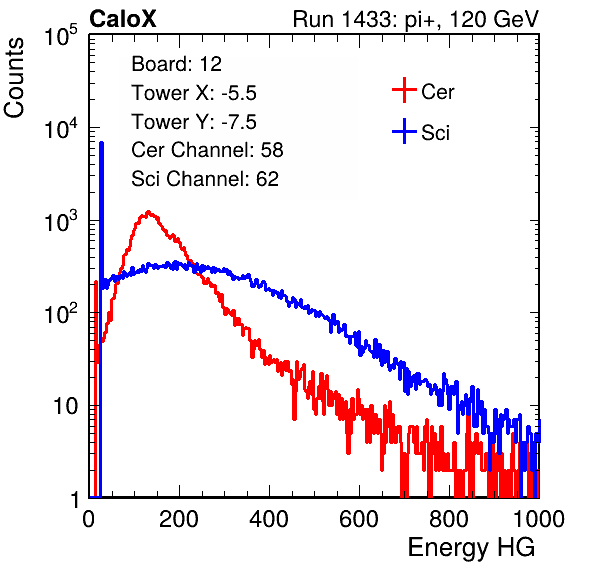 CaloX Run 1433: pi+, 120 GeV
Counts
Board: 12
Tower X: -5.5
Tower Y: -7.5
Cer Channel: 58
Sci Channel: 62
Cer
Sci
10^5
10^4
10^3
10^2
10
1
0 200 400 600 800 1000
Energy HG